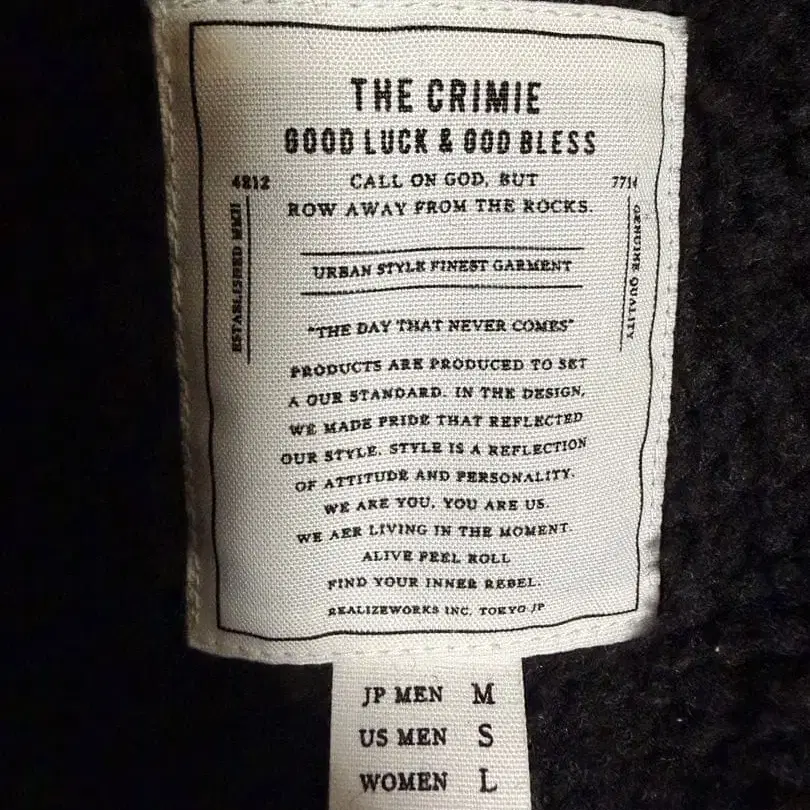 THE CRIMIE
GOOD LUCK & GOD BLESS
4812
CALL ON GOD, BUT
7714
ROW AWAY FROM THE ROCKS.
ESTABLISHED MMII
GENUINE QUALITY
URBAN STYLE FINEST GARMENT
"THE DAY THAT NEVER COMES"
PRODUCTS ARE PRODUCED TO SET
A OUR STANDARD. IN THE DESIGN,
WE MADE PRIDE THAT REFLECTED
OUR STYLE. STYLE IS A REFLECTION
OF ATTITUDE AND PERSONALITY.
WE ARE YOU, YOU ARE US.
WE AER LIVING IN THE MOMENT
ALIVE FEEL ROLL
FIND YOUR INNER REBEL.
REALIZEWORKS INC, TOKYO JP
JP MEN M
US MEN S
WOMEN L